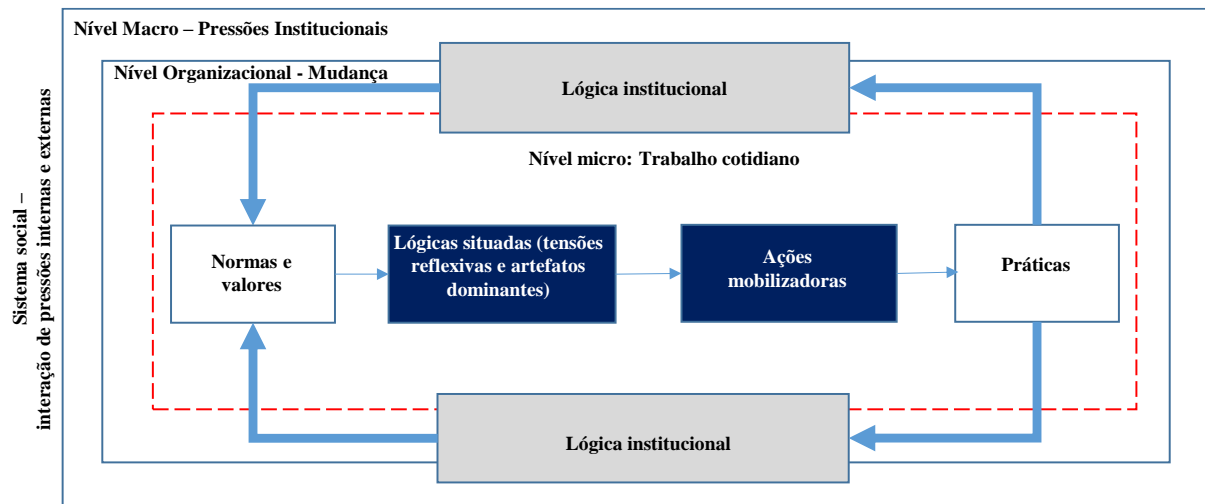 Nível Macro – Pressões Institucionais
Nível Organizacional - Mudança
Lógica institucional
Nível micro: Trabalho cotidiano
Sistema social –
interação de pressões internas e externas
Normas e
valores
Lógicas situadas (tensões
reflexivas e artefatos
dominantes)
Ações
mobilizadoras
Práticas
Lógica institucional